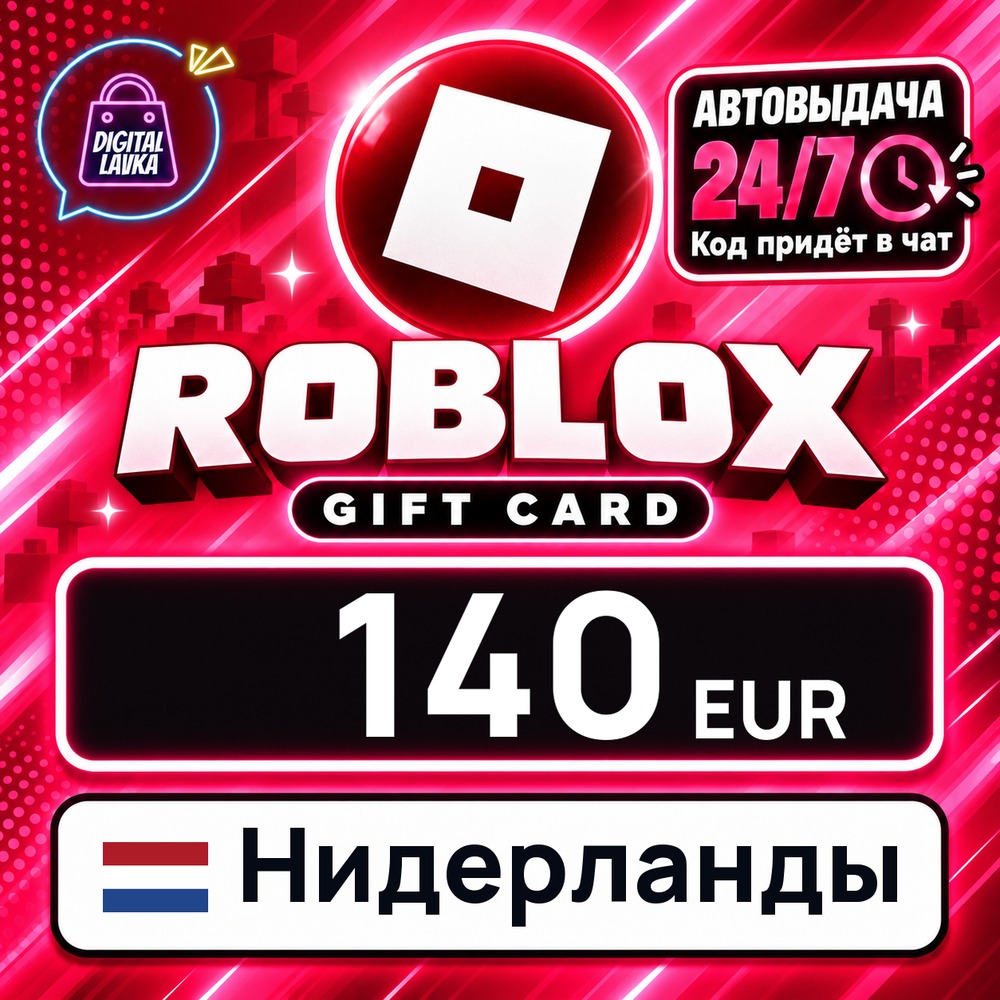 DIGITAL
LAVKA
АВТОВЫДАЧА
24/7
Код придёт в чат
ROBLOX
GIFT CARD
140 EUR
Нидерланды